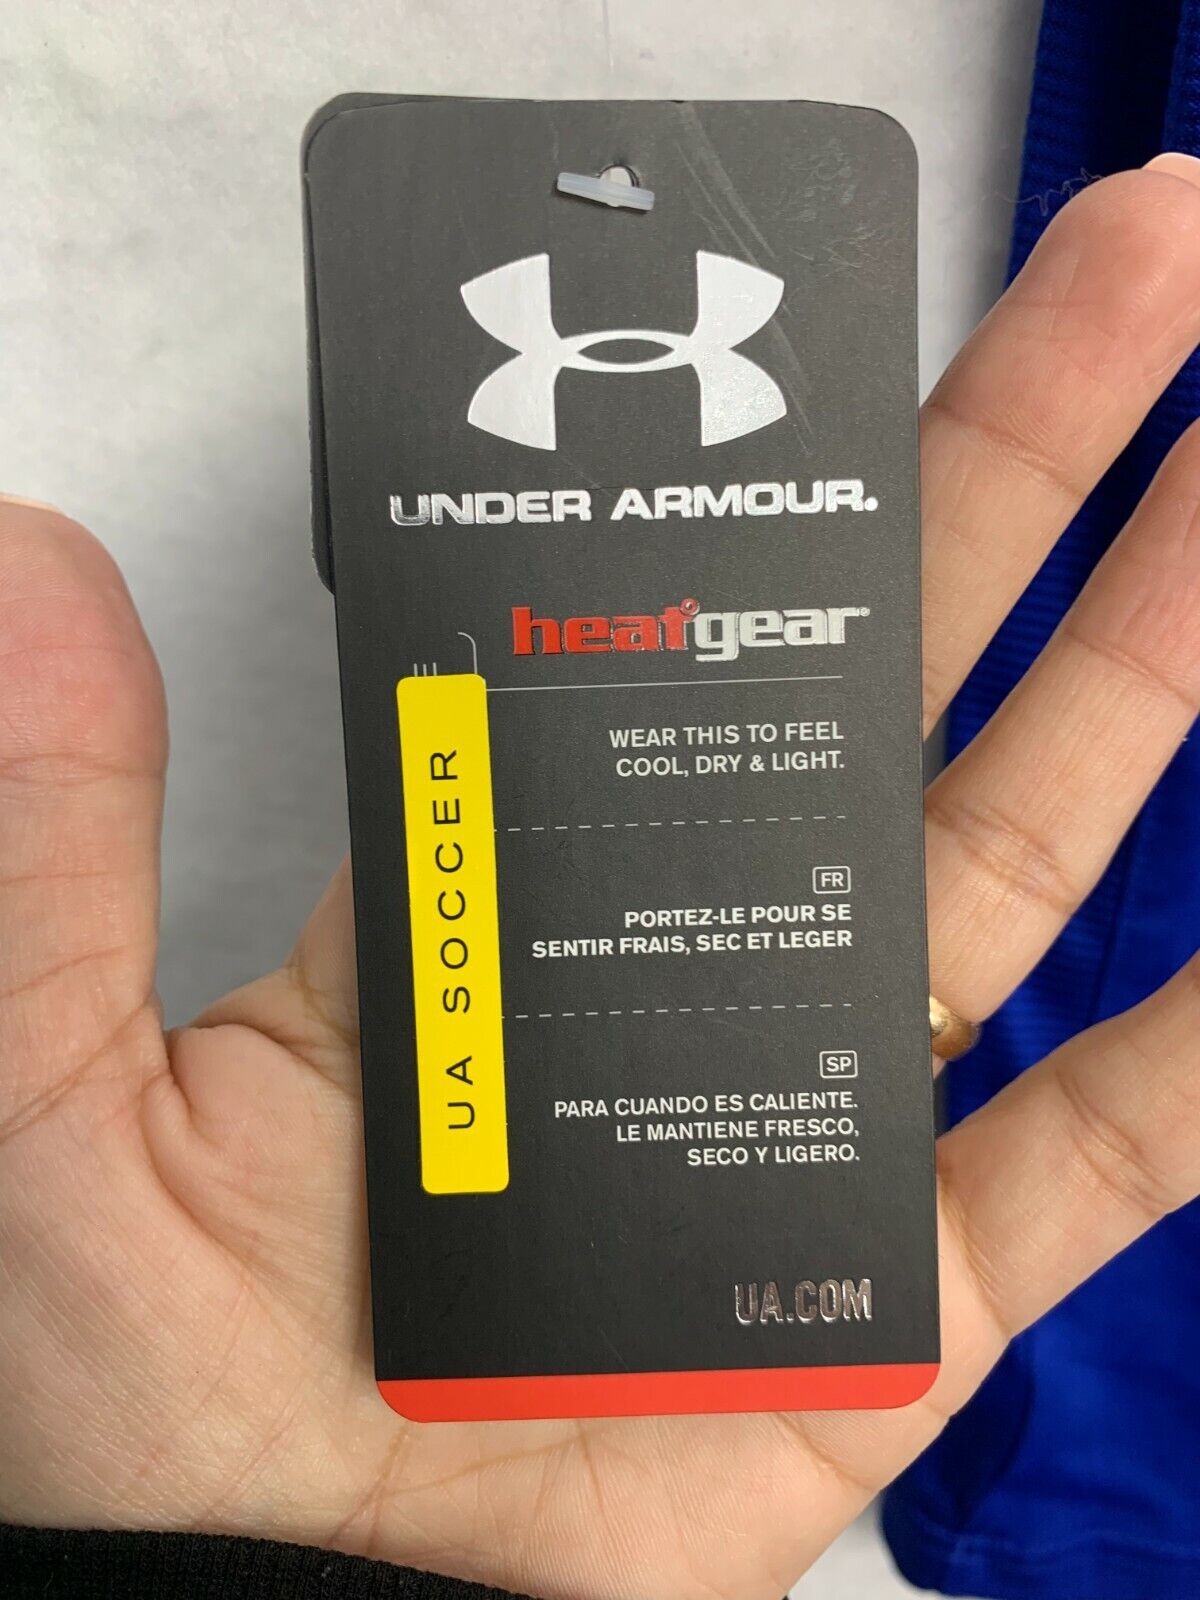 UNDER ARMOUR.
heatgear®
WEAR THIS TO FEEL
COOL, DRY & LIGHT.
UA SOCCER
FR
PORTEZ-LE POUR SE
SENTIR FRAIS, SEC ET LEGER
SP
PARA CUANDO ES CALIENTE.
LE MANTIENE FRESCO,
SECO Y LIGERO.
UA.COM